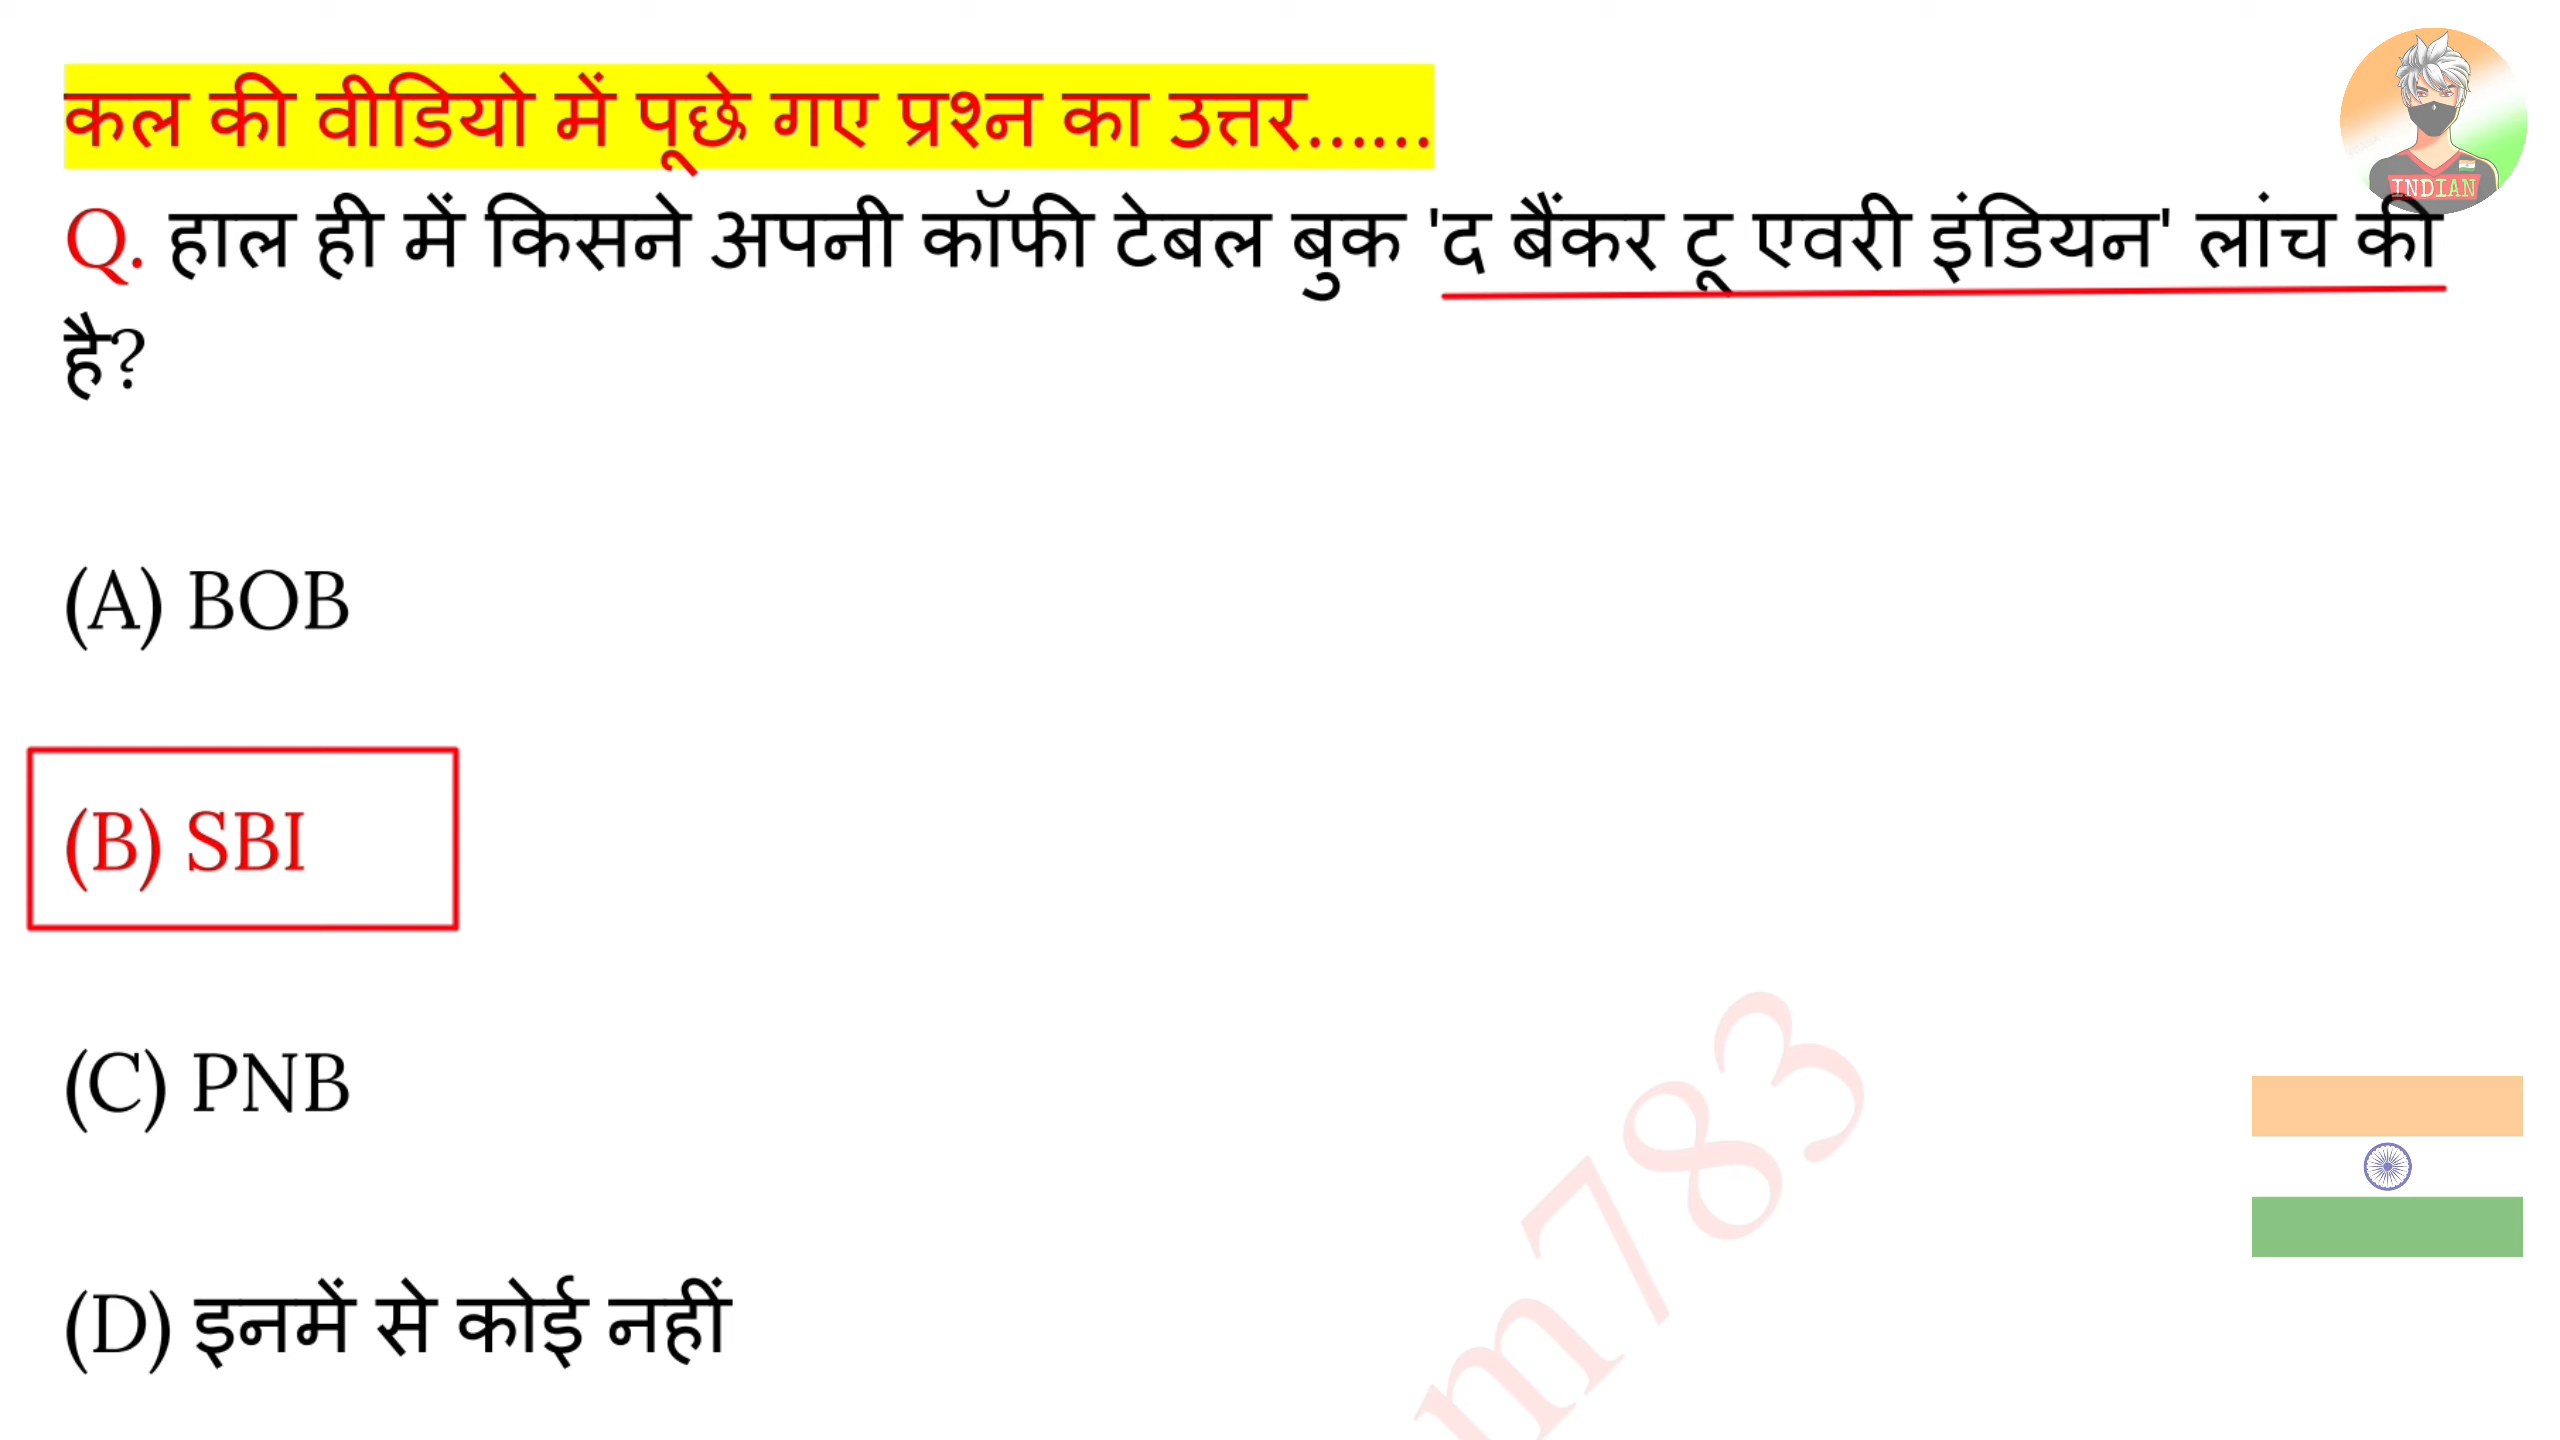 कल की वीडियो में पूछे गए प्रश्न का उत्तर......
INDIAN
Q. हाल ही में किसने अपनी कॉफी टेबल बुक 'द बैंकर टू एवरी इंडियन' लांच की
है?
(A) BOB
(B) SBI
(C) PNB
(D) इनमें से कोई नहीं
m783